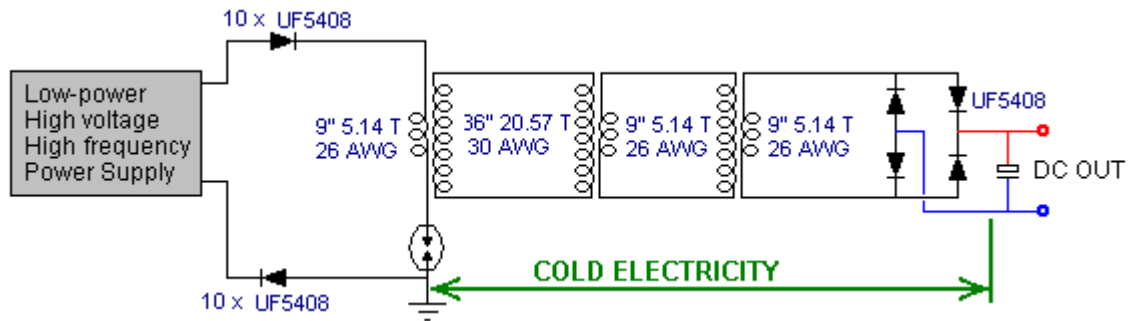 10 x UF5408
Low-power
High voltage
High frequency
Power Supply
9" 5.14 T
26 AWG
36" 20.57 T
30 AWG
9" 5.14 T
26 AWG
9" 5.14 T
26 AWG
UF5408
DC OUT
COLD ELECTRICITY
10 x UF5408